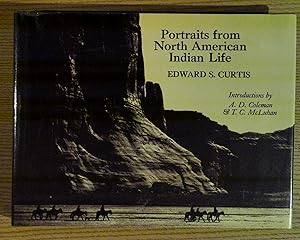 Portraits from
North American
Indian Life
EDWARD S. CURTIS
Introductions by
A. D. Coleman
& T. C. McLuhan